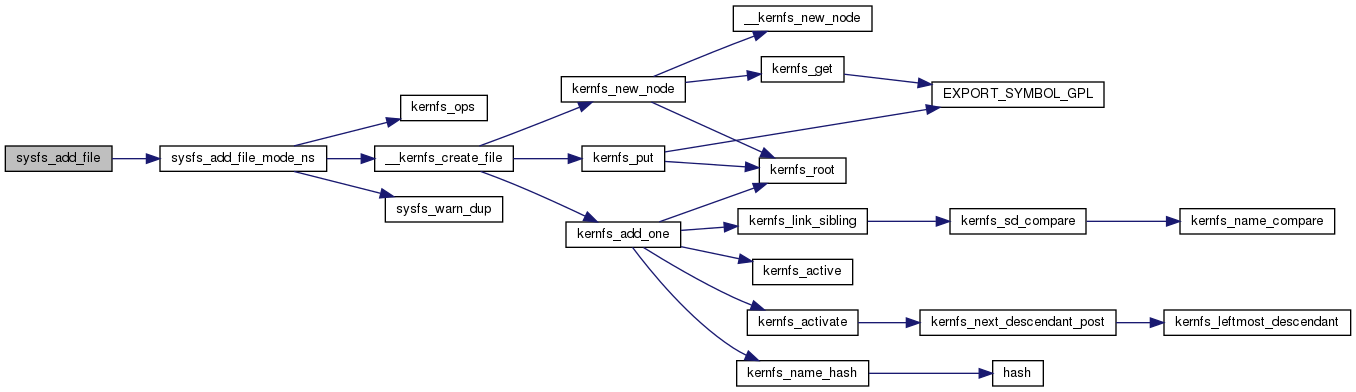 sysfs_add_file
sysfs_add_file_mode_ns
kernfs_ops
__kernfs_create_file
sysfs_warn_dup
kernfs_new_node
kernfs_put
kernfs_add_one
__kernfs_new_node
kernfs_get
EXPORT_SYMBOL_GPL
kernfs_root
kernfs_link_sibling
kernfs_sd_compare
kernfs_name_compare
kernfs_active
kernfs_activate
kernfs_next_descendant_post
kernfs_leftmost_descendant
kernfs_name_hash
hash